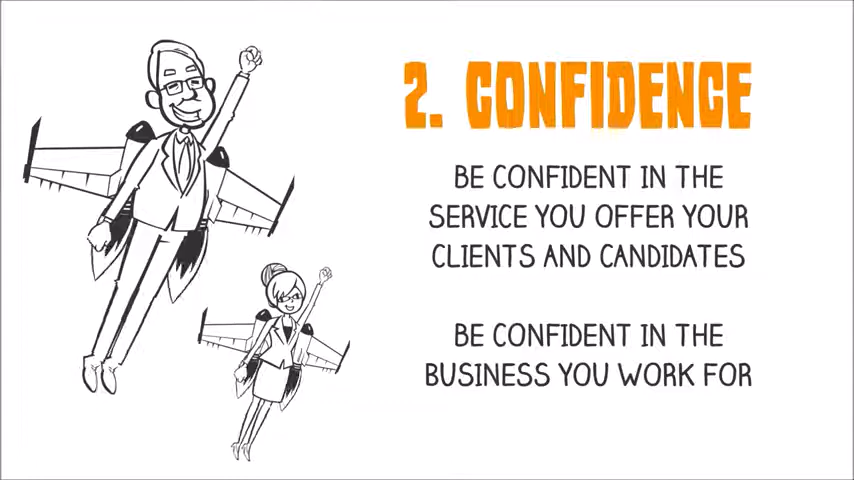 2. CONFIDENCE
BE CONFIDENT IN THE
SERVICE YOU OFFER YOUR
CLIENTS AND CANDIDATES
BE CONFIDENT IN THE
BUSINESS YOU WORK FOR